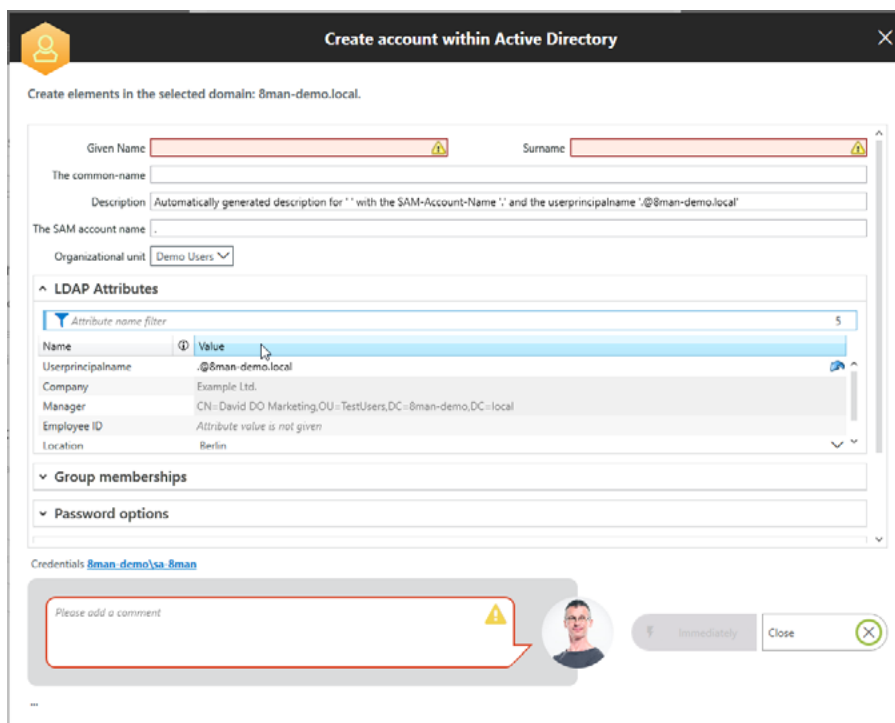 Create account within Active Directory
Create elements in the selected domain: 8man-demo.local.
Given Name
Surname
The common-name
Description Automatically generated description for ' ' with the SAM-Account-Name '.' and the userprincipalname '.@8man-demo.local'
The SAM account name .
Organizational unit Demo Users
LDAP Attributes
Attribute name filter 5
Name Value
Userprincipalname .@8man-demo.local
Company Example Ltd.
Manager CN=David DO Marketing,OU=TestUsers,DC=8man-demo,DC=local
Employee ID Attribute value is not given
Location Berlin
Group memberships
Password options
Credentials 8man-demo\sa-8man
Please add a comment
Immediately Close
...